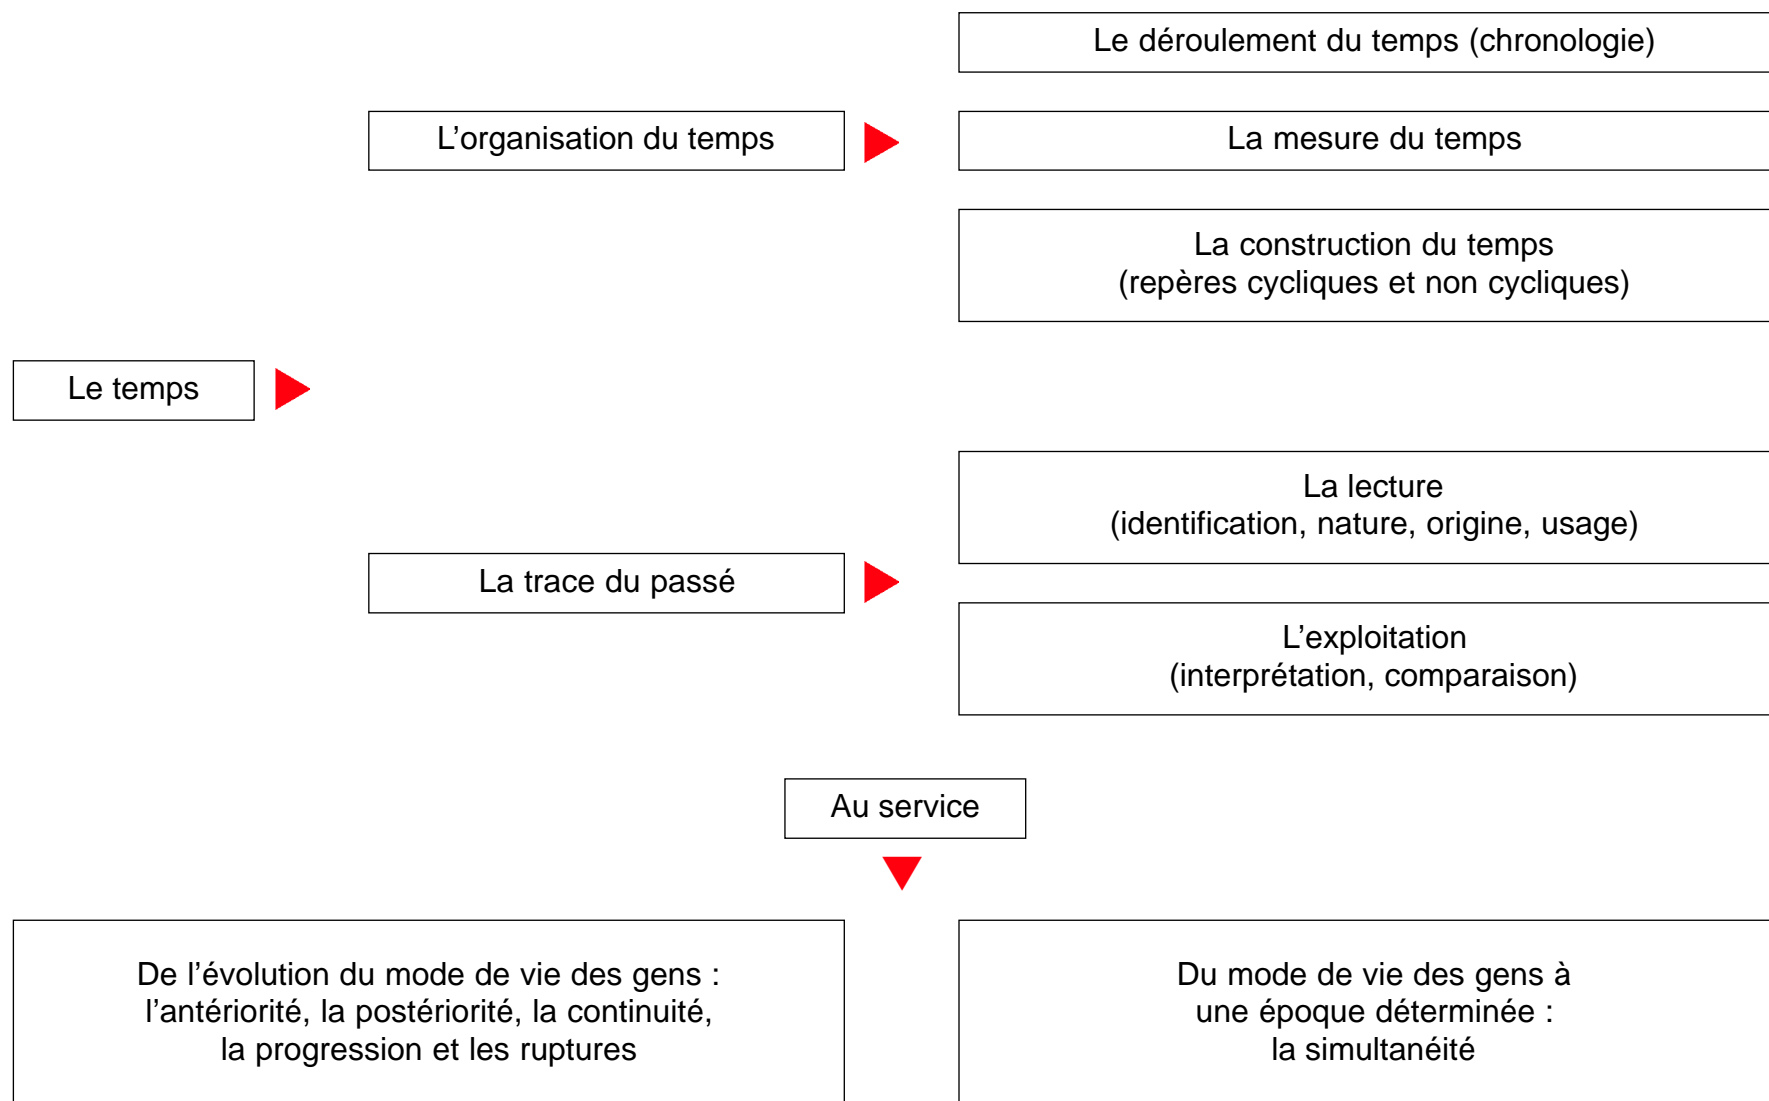 Le déroulement du temps (chronologie)
L’organisation du temps
La mesure du temps
La construction du temps
(repères cycliques et non cycliques)
Le temps
La lecture
(identification, nature, origine, usage)
La trace du passé
L’exploitation
(interprétation, comparaison)
Au service
De l’évolution du mode de vie des gens :
l’antériorité, la postériorité, la continuité,
la progression et les ruptures
Du mode de vie des gens à
une époque déterminée :
la simultanéité